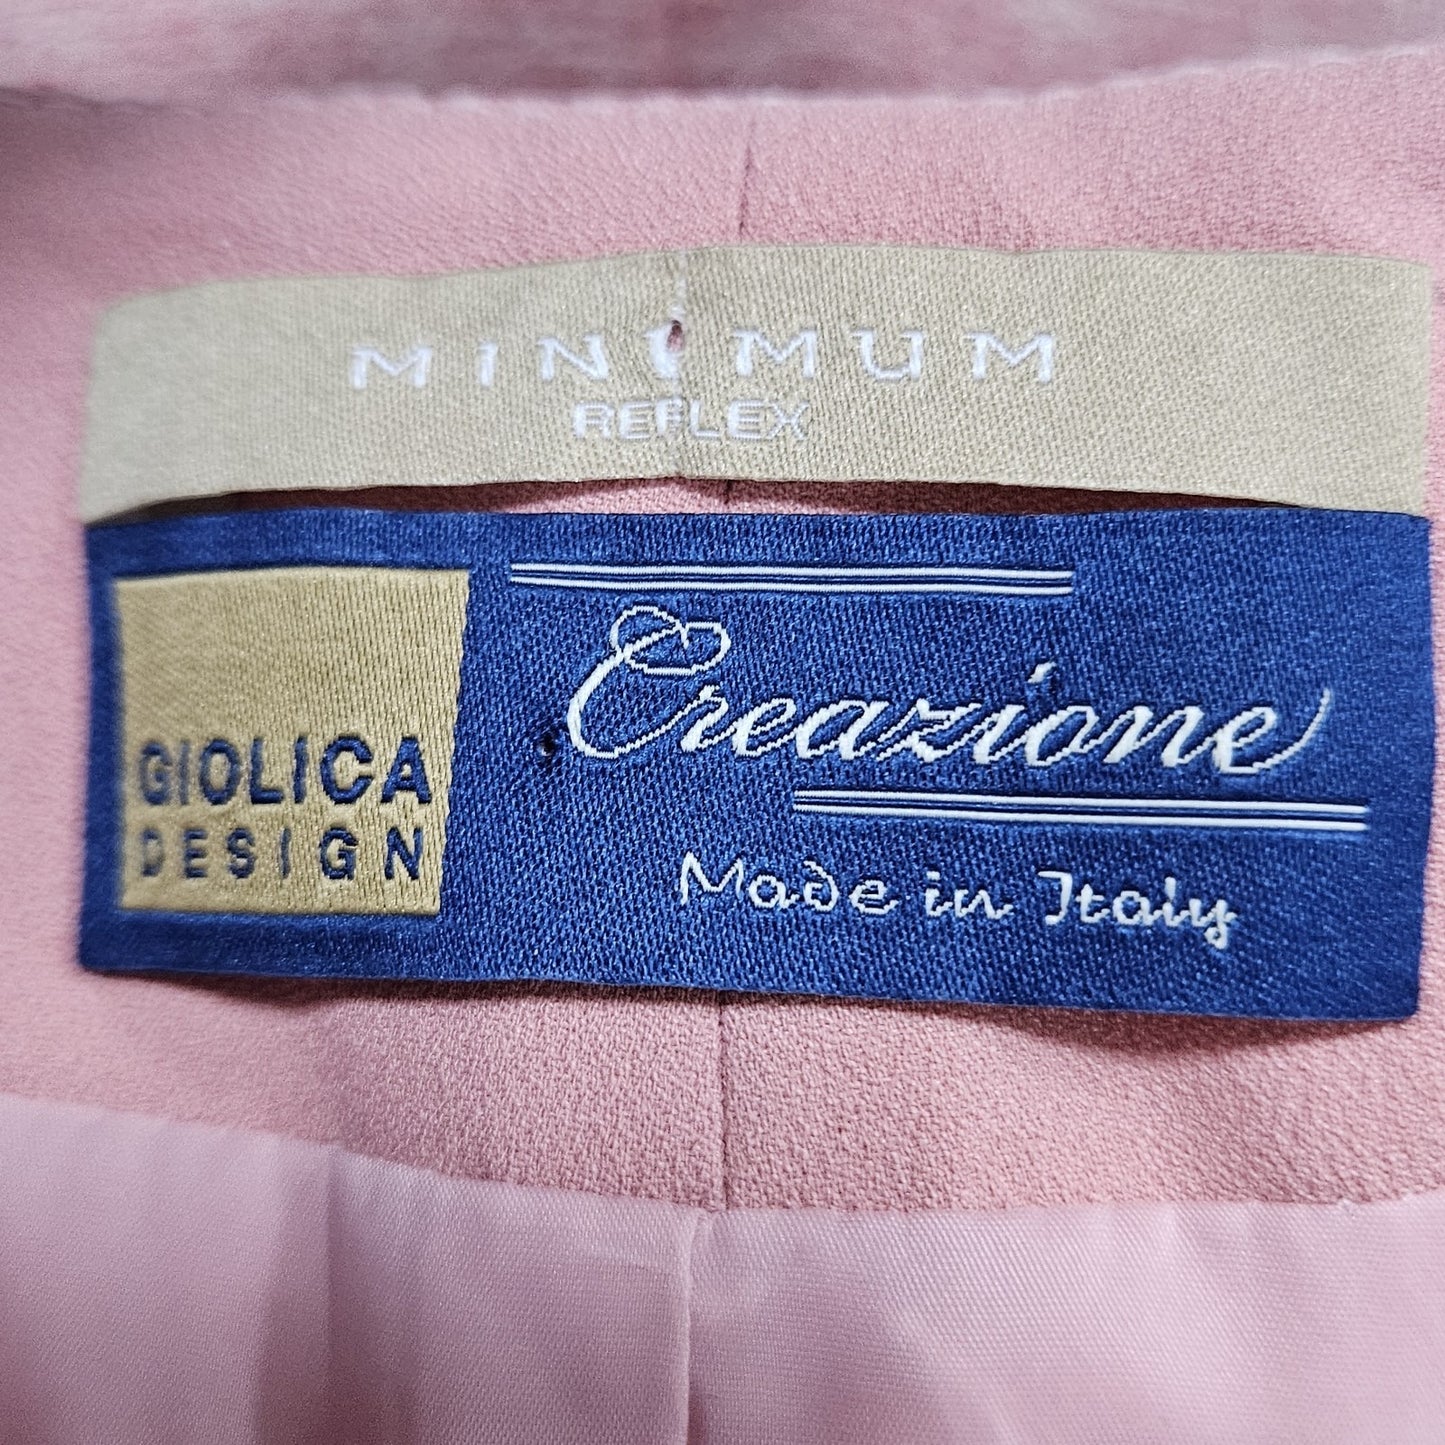 MINIMUM
REFLEX
GIOLICA
DESIGN
Creazione
Made in Italy